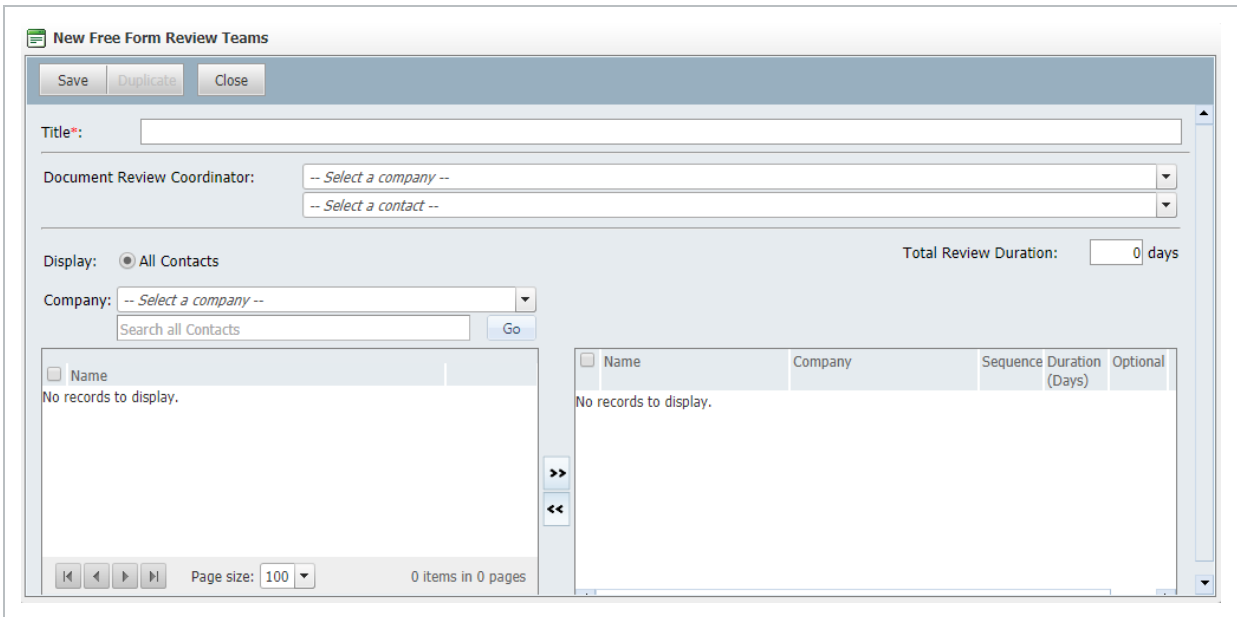 New Free Form Review Teams
Save Duplicate Close
Title*:
Document Review Coordinator: -- Select a company --
-- Select a contact --
Display: All Contacts Total Review Duration: 0 days
Company: -- Select a company --
Search all Contacts Go
Name
No records to display.
Name Company Sequence Duration (Days) Optional
No records to display.
>>
<<
Page size: 100 0 items in 0 pages